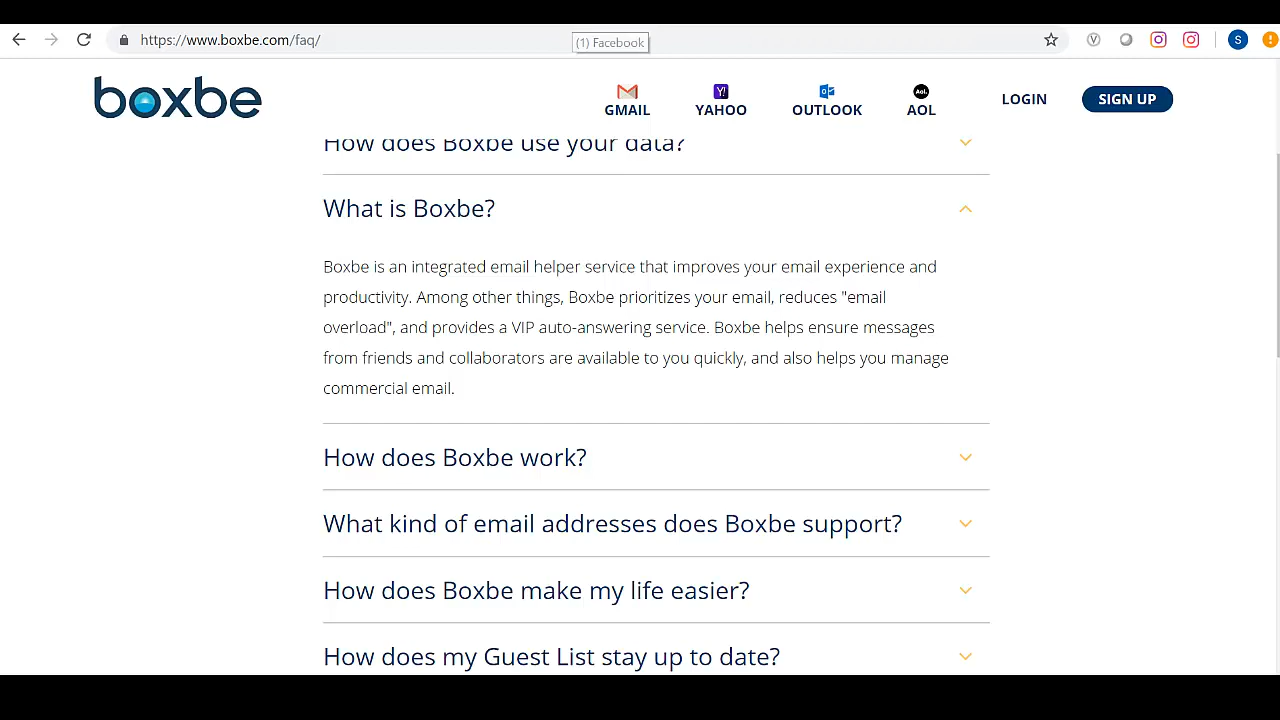 https://www.boxbe.com/faq/
(1) Facebook
S
boxbe
GMAIL
YAHOO
OUTLOOK
AOL
LOGIN
SIGN UP
How does Boxbe use your data?
What is Boxbe?
Boxbe is an integrated email helper service that improves your email experience and
productivity. Among other things, Boxbe prioritizes your email, reduces "email
overload", and provides a VIP auto-answering service. Boxbe helps ensure messages
from friends and collaborators are available to you quickly, and also helps you manage
commercial email.
How does Boxbe work?
What kind of email addresses does Boxbe support?
How does Boxbe make my life easier?
How does my Guest List stay up to date?